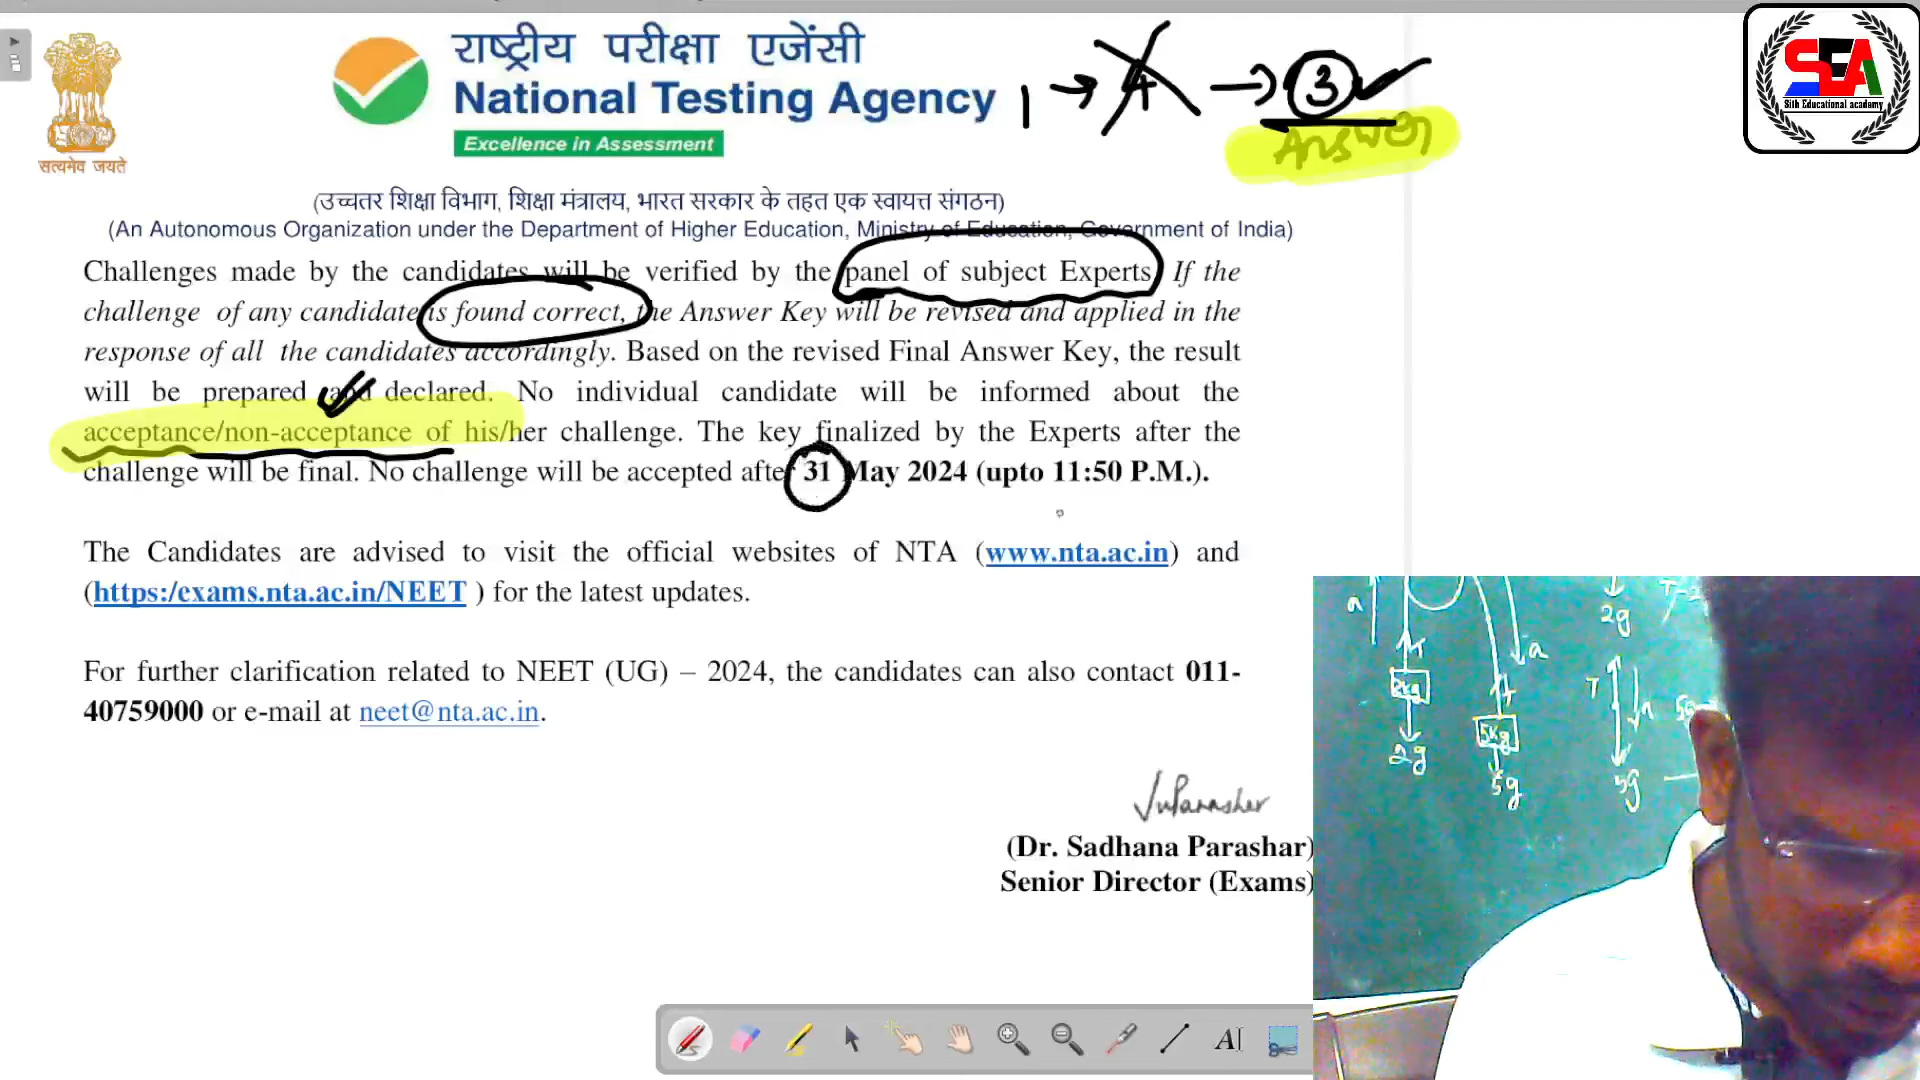 राष्ट्रीय परीक्षा एजेंसी
National Testing Agency
Excellence in Assessment
सत्यमेव जयते
1 → 4 → 3
Answer
SEA
Sith Educational academy
(उच्चतर शिक्षा विभाग, शिक्षा मंत्रालय, भारत सरकार के तहत एक स्वायत्त संगठन)
(An Autonomous Organization under the Department of Higher Education, Ministry of Education, Government of India)
Challenges made by the candidates will be verified by the panel of subject Experts. If the
challenge of any candidate is found correct, the Answer Key will be revised and applied in the
response of all the candidates accordingly. Based on the revised Final Answer Key, the result
will be prepared and declared. No individual candidate will be informed about the
acceptance/non-acceptance of his/her challenge. The key finalized by the Experts after the
challenge will be final. No challenge will be accepted after 31 May 2024 (upto 11:50 P.M.).
The Candidates are advised to visit the official websites of NTA (www.nta.ac.in) and
(https:/exams.nta.ac.in/NEET ) for the latest updates.
For further clarification related to NEET (UG) – 2024, the candidates can also contact 011-
40759000 or e-mail at neet@nta.ac.in.
(Dr. Sadhana Parashar)
Senior Director (Exams)
a
2g
a
T
2kg
T
5kg
2g
5g
5g
A